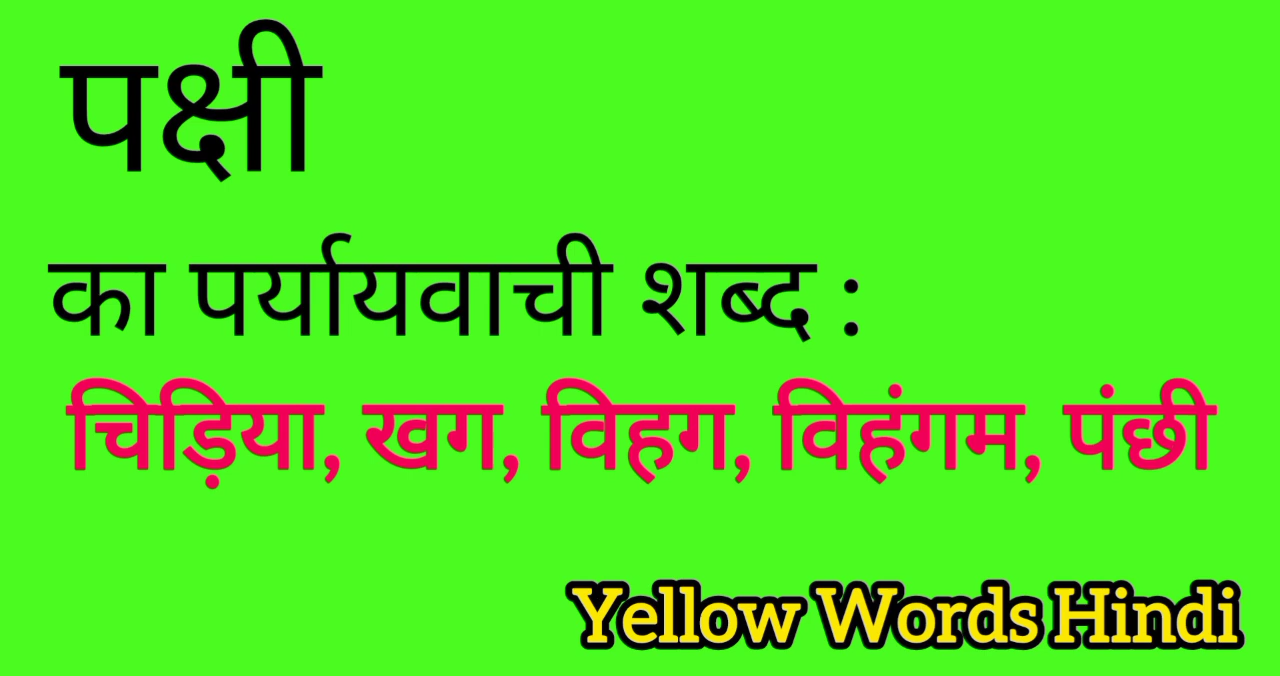 पक्षी
का पर्यायवाची शब्द :
चिड़िया, खग, विहग, विहंगम, पंछी
Yellow Words Hindi